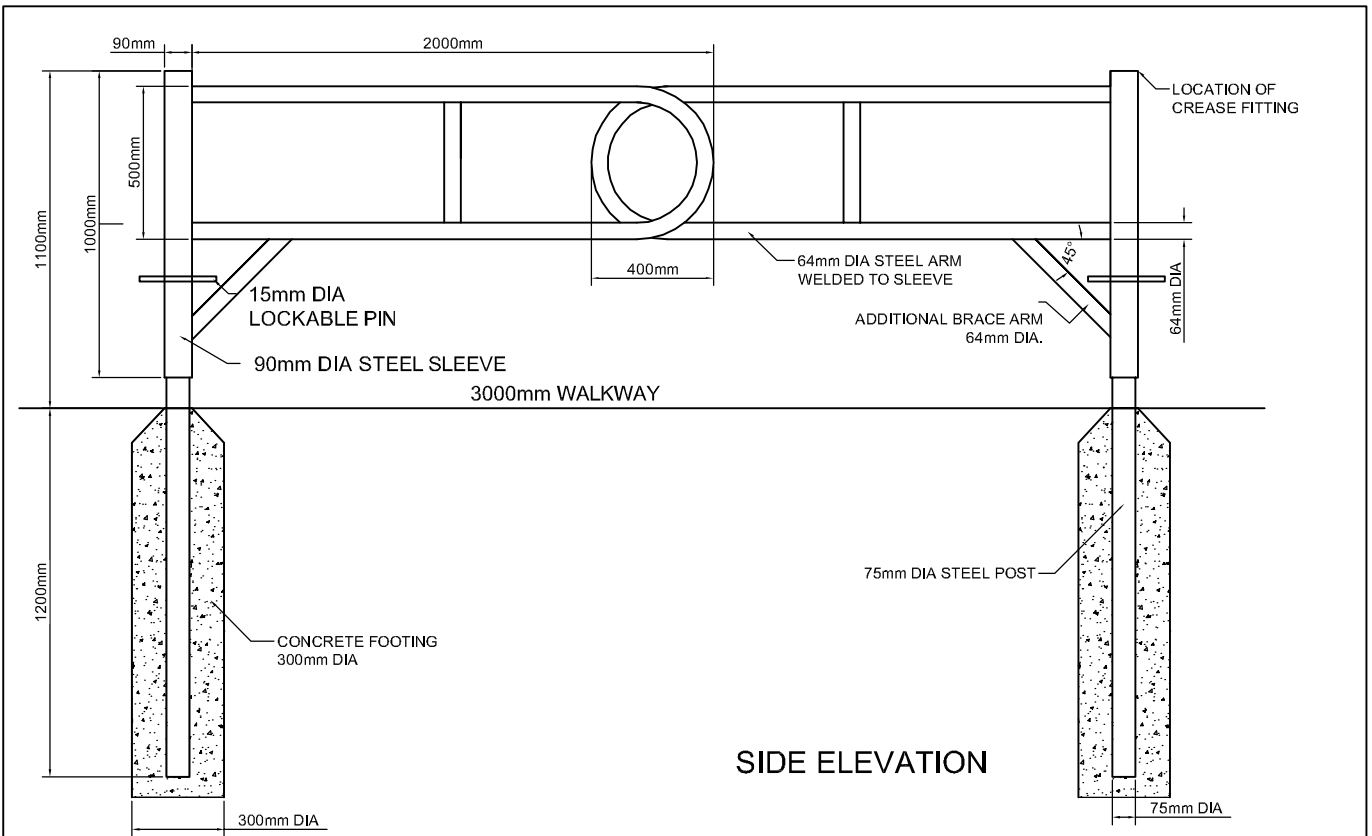 90mm
2000mm
LOCATION OF
CREASE FITTING
500mm
1000mm
1100mm
400mm
64mm DIA STEEL ARM
WELDED TO SLEEVE
45°
64mm DIA
15mm DIA
LOCKABLE PIN
ADDITIONAL BRACE ARM
64mm DIA.
90mm DIA STEEL SLEEVE
3000mm WALKWAY
1200mm
75mm DIA STEEL POST
CONCRETE FOOTING
300mm DIA
SIDE ELEVATION
300mm DIA
75mm DIA